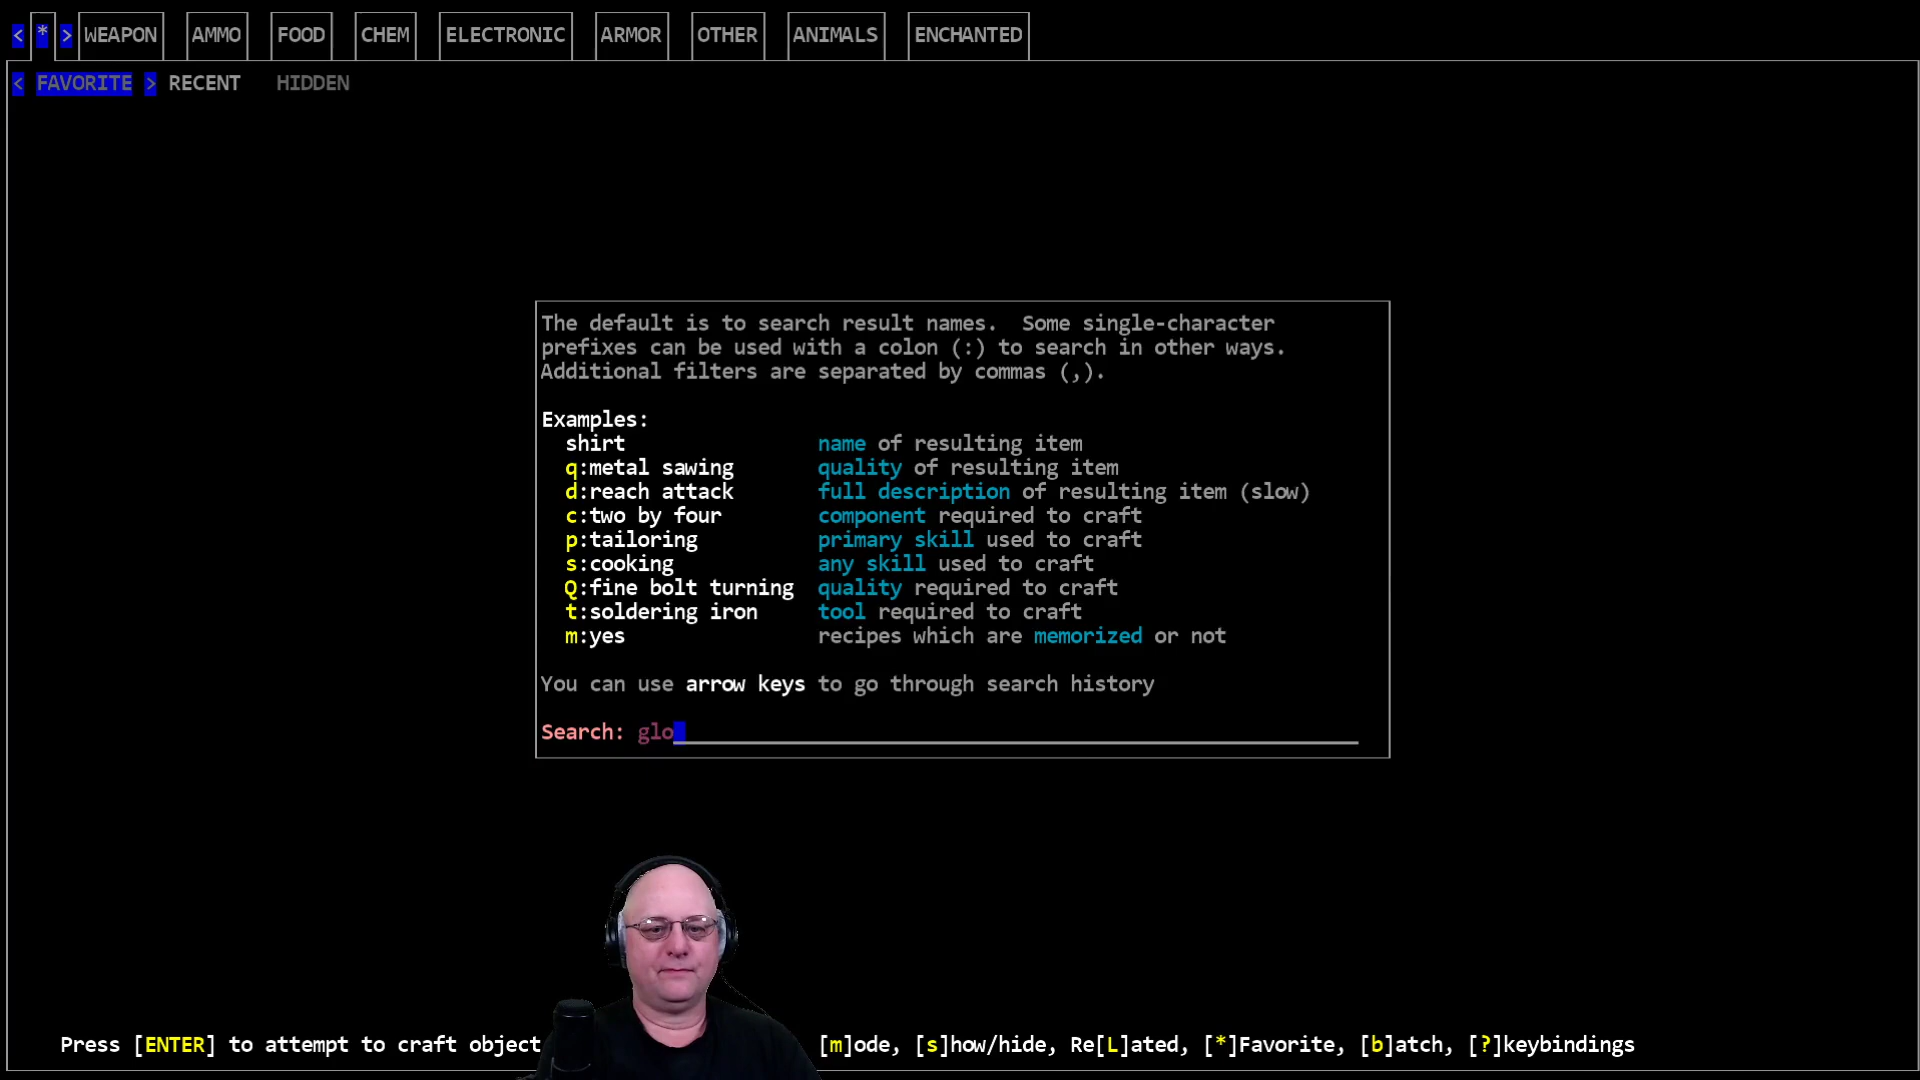 < * > WEAPON AMMO FOOD CHEM ELECTRONIC ARMOR OTHER ANIMALS ENCHANTED
< FAVORITE > RECENT HIDDEN
The default is to search result names. Some single-character
prefixes can be used with a colon (:) to search in other ways.
Additional filters are separated by commas (,).
Examples:
shirt name of resulting item
q:metal sawing quality of resulting item
d:reach attack full description of resulting item (slow)
c:two by four component required to craft
p:tailoring primary skill used to craft
s:cooking any skill used to craft
Q:fine bolt turning quality required to craft
t:soldering iron tool required to craft
m:yes recipes which are memorized or not
You can use arrow keys to go through search history
Search: glo
Press [ENTER] to attempt to craft object [m]ode, [s]how/hide, Re[L]ated, [*]Favorite, [b]atch, [?]keybindings